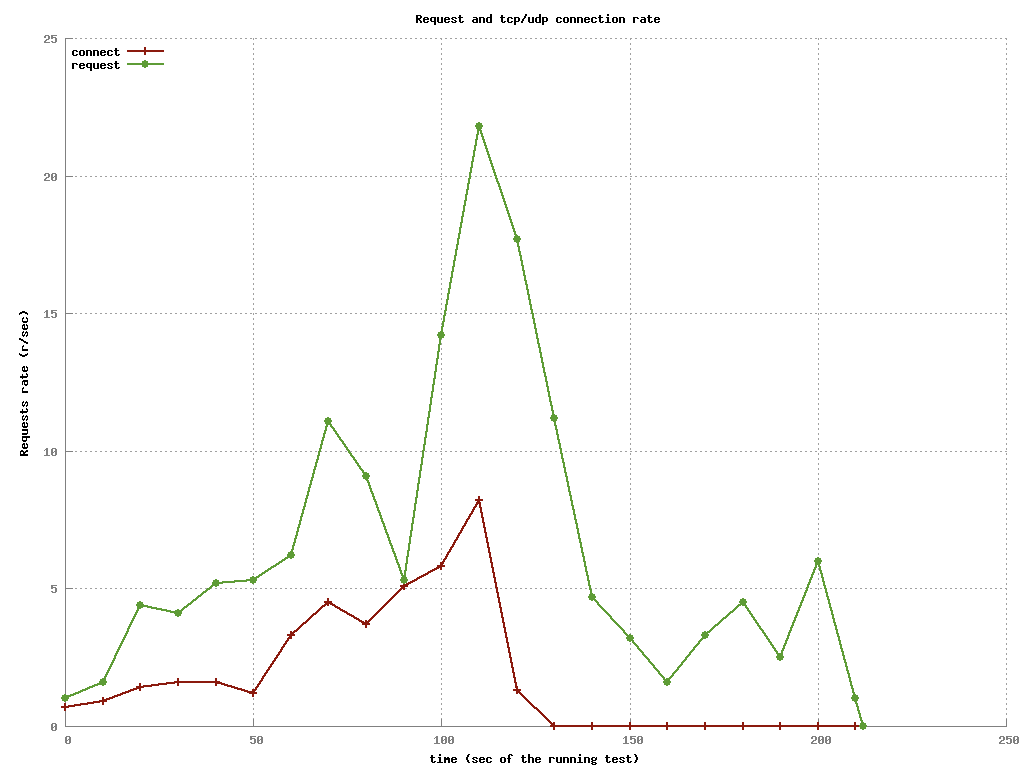 Request and tcp/udp connection rate
25
connect
request
20
15
Requests rate (r/sec)
10
5
0
0 50 100 150 200 250
time (sec of the running test)